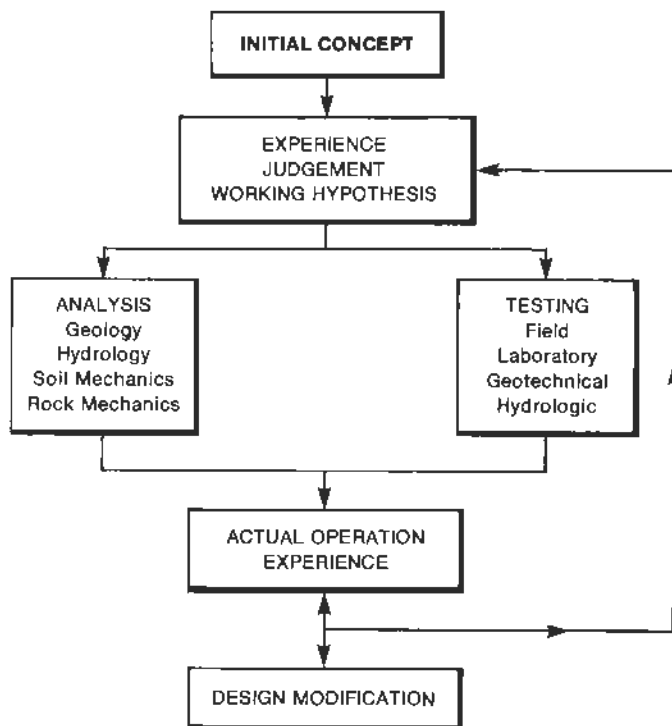 INITIAL CONCEPT
EXPERIENCE
JUDGEMENT
WORKING HYPOTHESIS
ANALYSIS
Geology
Hydrology
Soil Mechanics
Rock Mechanics
TESTING
Field
Laboratory
Geotechnical
Hydrologic
ACTUAL OPERATION
EXPERIENCE
DESIGN MODIFICATION